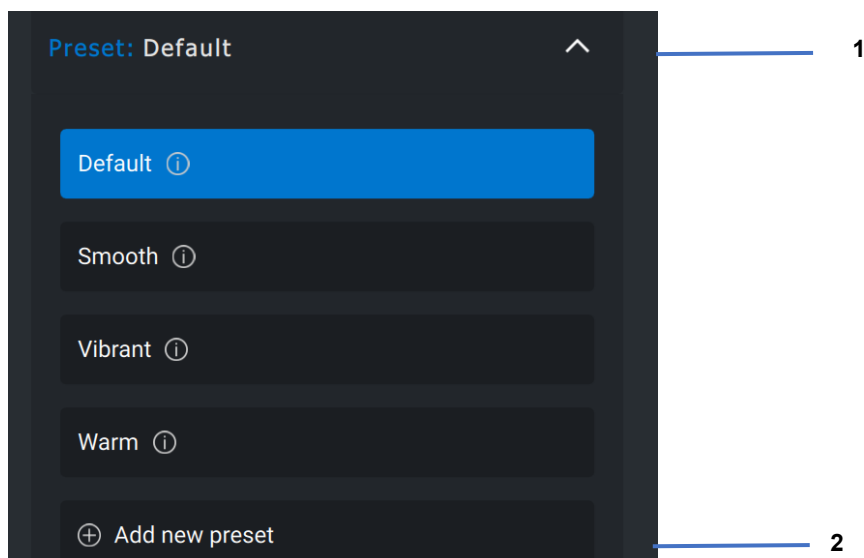 Preset: Default
1
Default
Smooth
Vibrant
Warm
Add new preset
2